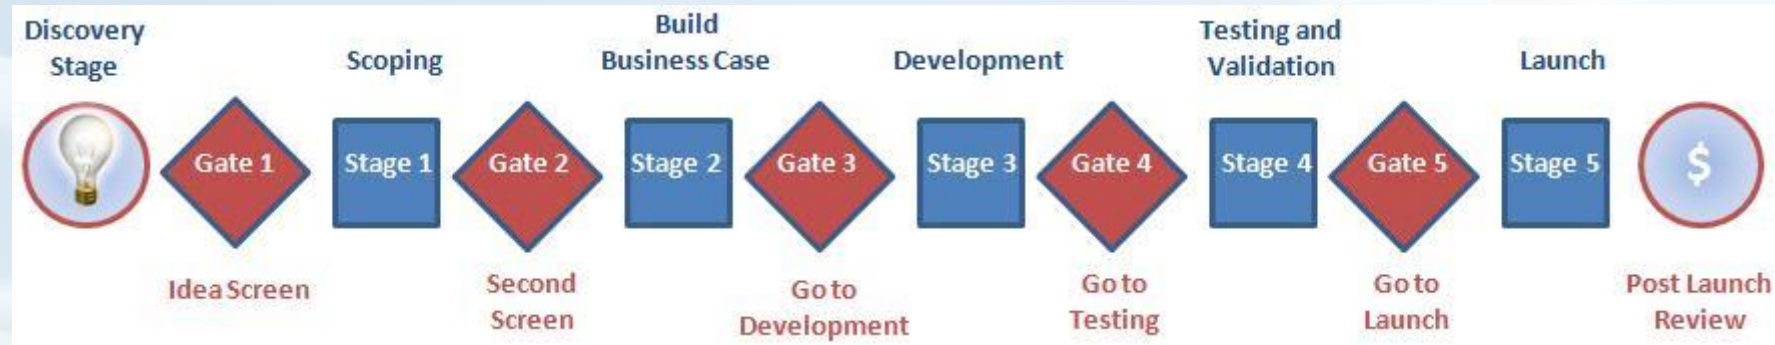 Discovery
Stage
Scoping
Build
Business Case
Development
Testing and
Validation
Launch
Gate 1
Stage 1
Gate 2
Stage 2
Gate 3
Stage 3
Gate 4
Stage 4
Gate 5
Stage 5
$
Idea Screen
Second
Screen
Go to
Development
Go to
Testing
Go to
Launch
Post Launch
Review